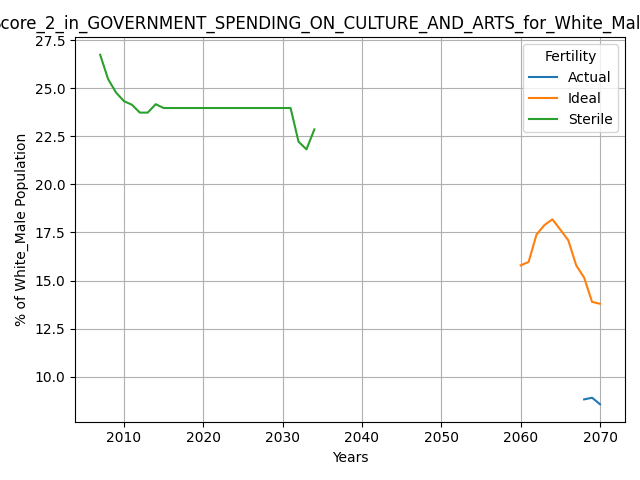 core_2_in_GOVERNMENT_SPENDING_ON_CULTURE_AND_ARTS_for_White_Mal
27.5
25.0
22.5
20.0
17.5
15.0
12.5
10.0
% of White_Male Population
Fertility
Actual
Ideal
Sterile
2010
2020
2030
2040
2050
2060
2070
Years